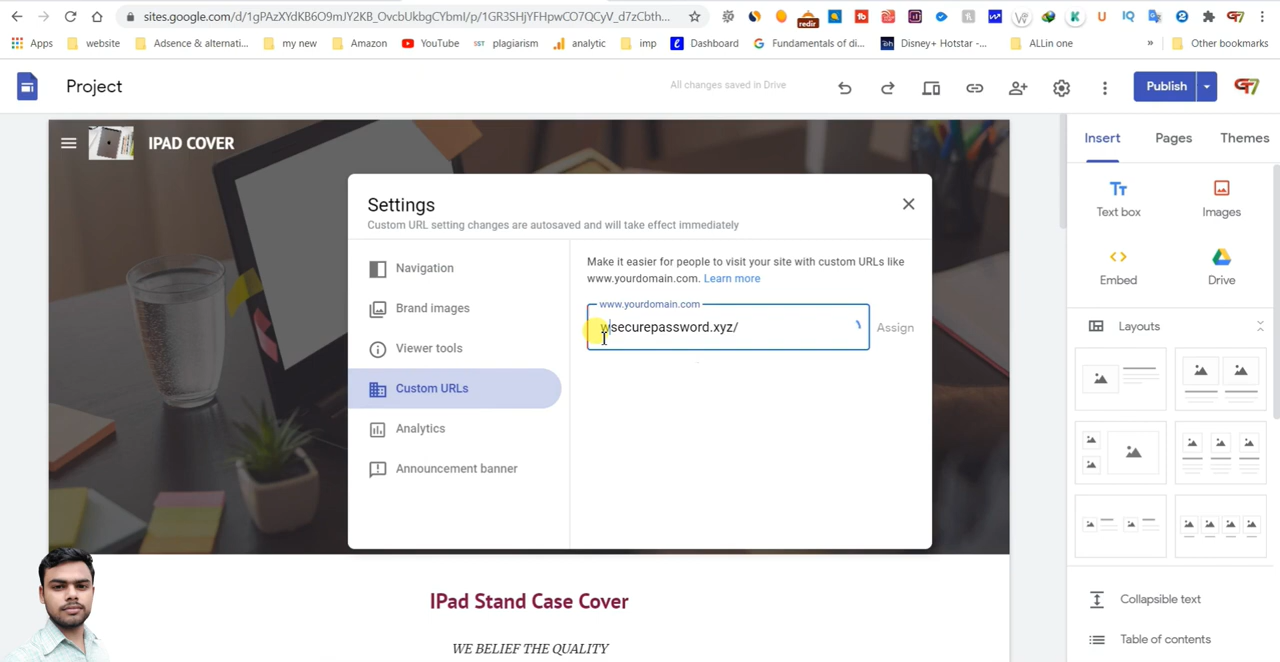 sites.google.com/d/1gPAzXYdKB6O9mJY2KB_OvcbUkbgCYbmI/p/1GR3SHjYFHpwCO7QCyV_d7zCbth...
Apps website Adsence & alternati... my new Amazon YouTube SST plagiarism analytic imp Dashboard Fundamentals of di... Disney+ Hotstar -... ALLin one » Other bookmarks
Project
All changes saved in Drive
Publish
IPAD COVER
Insert Pages Themes
Text box Images
Embed Drive
Layouts
Collapsible text
Table of contents
Settings
Custom URL setting changes are autosaved and will take effect immediately
Navigation
Brand images
Viewer tools
Custom URLs
Analytics
Announcement banner
Make it easier for people to visit your site with custom URLs like
www.yourdomain.com. Learn more
www.yourdomain.com
wsecurepassword.xyz/
Assign
IPad Stand Case Cover
WE BELIEF THE QUALITY